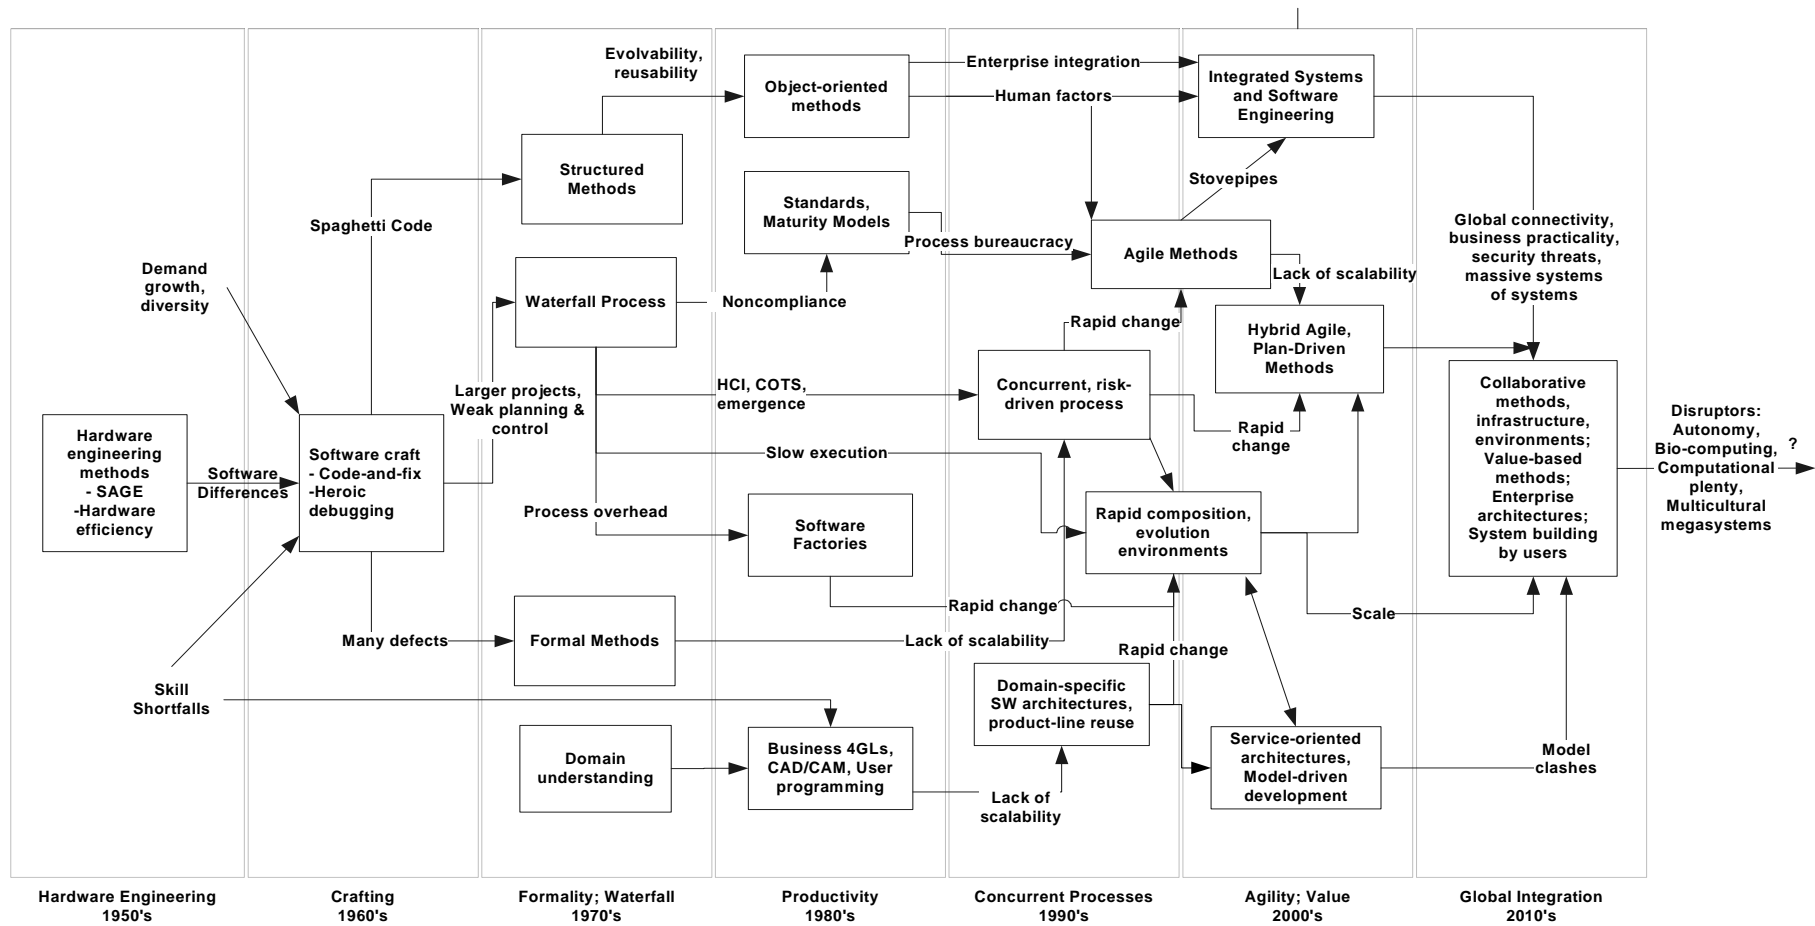 Evolvability,
reusability
Object-oriented
methods
Enterprise integration
Human factors
Integrated Systems
and Software
Engineering
Structured
Methods
Standards,
Maturity Models
Stovepipes
Spaghetti Code
Process bureaucracy
Agile Methods
Global connectivity,
business practicality,
security threats,
massive systems
of systems
Demand
growth,
diversity
Waterfall Process
Noncompliance
Lack of scalability
Rapid change
Hybrid Agile,
Plan-Driven
Methods
Larger projects,
Weak planning &
control
HCI, COTS,
emergence
Concurrent, risk-
driven process
Rapid
change
Collaborative
methods,
infrastructure,
environments;
Value-based
methods;
Enterprise
architectures;
System building
by users
Disruptors:
Autonomy,
Bio-computing,
Computational
plenty,
Multicultural
megasystems
?
Hardware
engineering
methods
- SAGE
-Hardware
efficiency
Software
Differences
Software craft
- Code-and-fix
-Heroic
debugging
Slow execution
Process overhead
Software
Factories
Rapid composition,
evolution
environments
Rapid change
Scale
Many defects
Formal Methods
Lack of scalability
Rapid change
Skill
Shortfalls
Domain-specific
SW architectures,
product-line reuse
Domain
understanding
Business 4GLs,
CAD/CAM, User
programming
Lack of
scalability
Service-oriented
architectures,
Model-driven
development
Model
clashes
Hardware Engineering
1950's
Crafting
1960's
Formality; Waterfall
1970's
Productivity
1980's
Concurrent Processes
1990's
Agility; Value
2000's
Global Integration
2010's